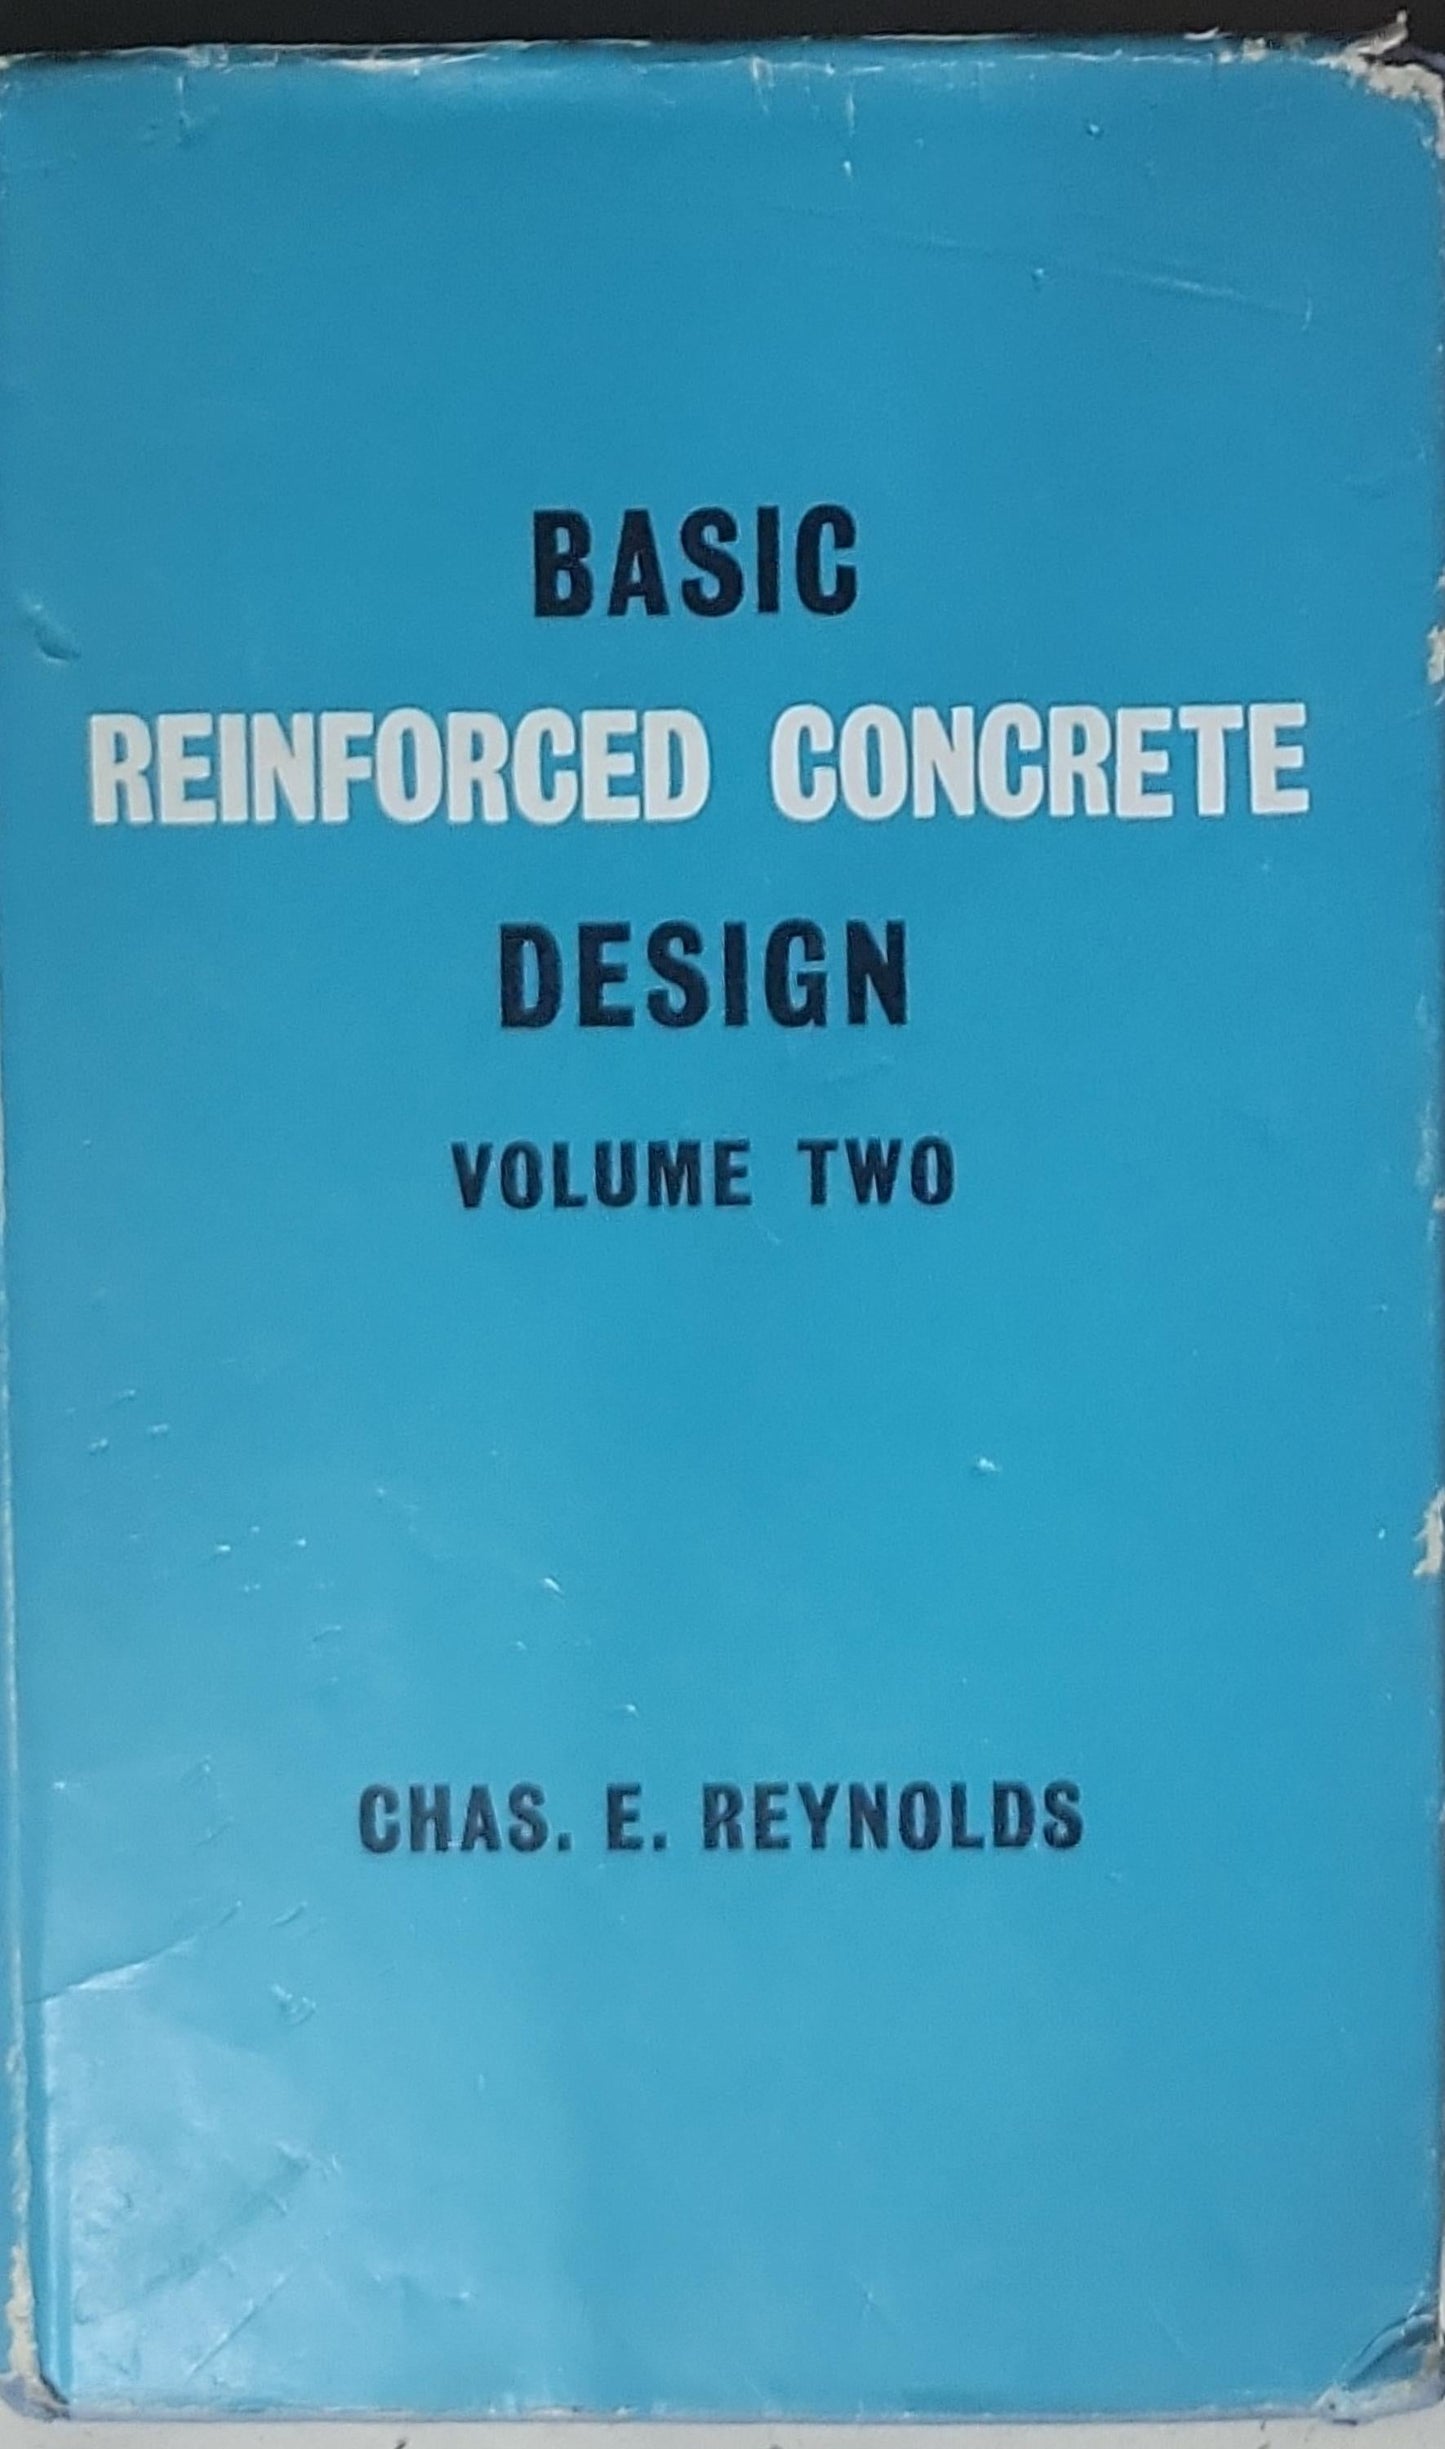 BASIC
REINFORCED CONCRETE
DESIGN
VOLUME TWO
CHAS. E. REYNOLDS